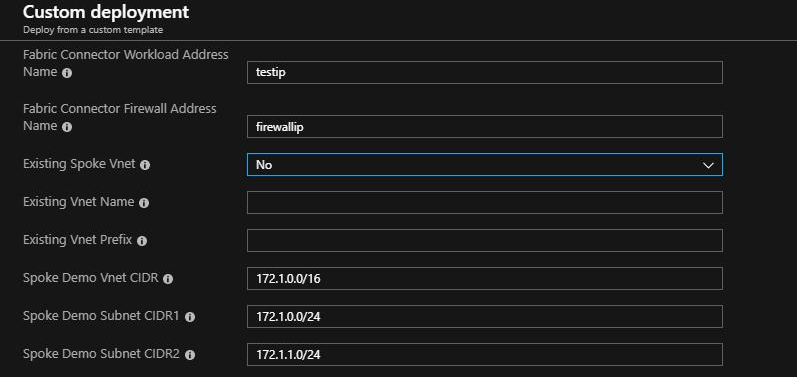 Custom deployment
Deploy from a custom template
Fabric Connector Workload Address
Name
testip
Fabric Connector Firewall Address
Name
firewallip
Existing Spoke Vnet
No
Existing Vnet Name
Existing Vnet Prefix
Spoke Demo Vnet CIDR
172.1.0.0/16
Spoke Demo Subnet CIDR1
172.1.0.0/24
Spoke Demo Subnet CIDR2
172.1.1.0/24